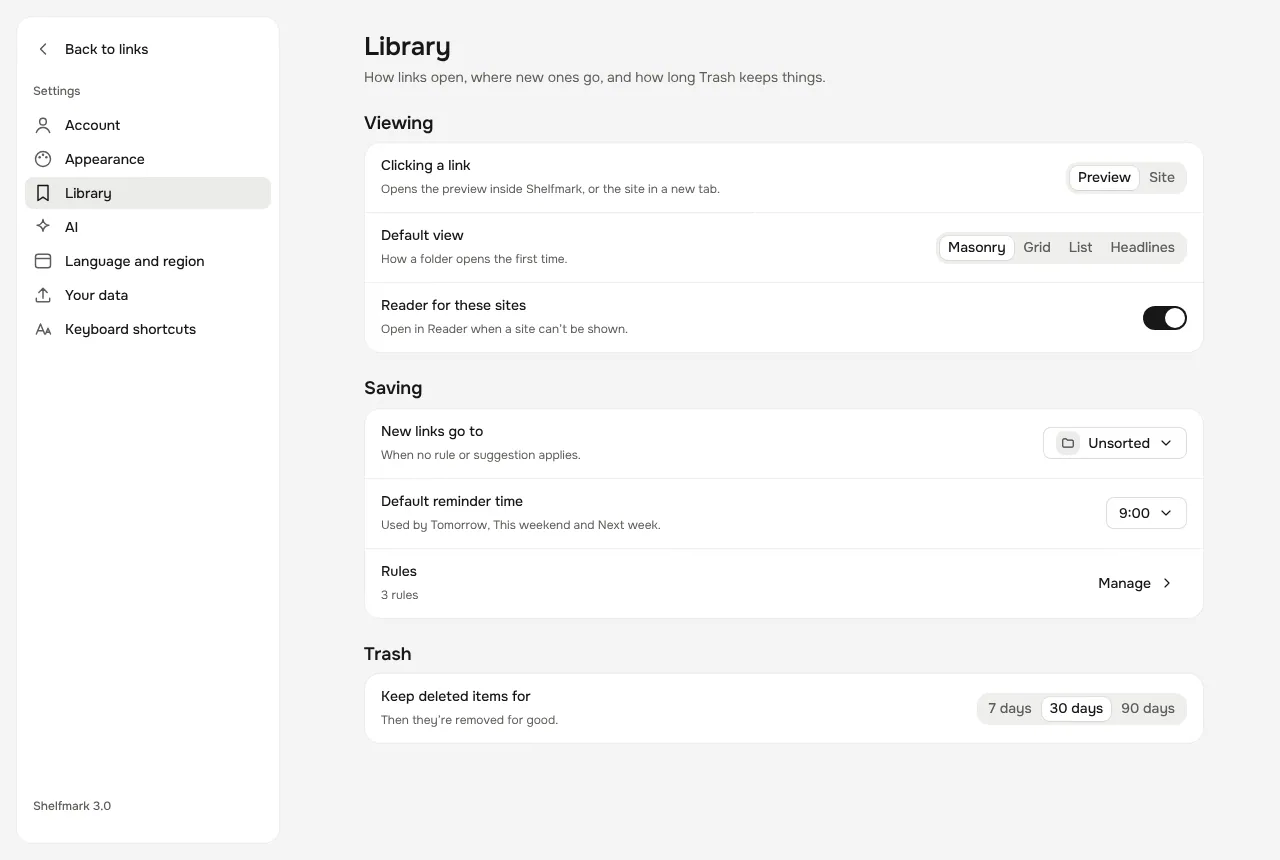 Back to links
Settings
Account
Appearance
Library
AI
Language and region
Your data
Keyboard shortcuts
Shelfmark 3.0
Library
How links open, where new ones go, and how long Trash keeps things.
Viewing
Clicking a link
Opens the preview inside Shelfmark, or the site in a new tab.
Preview Site
Default view
How a folder opens the first time.
Masonry Grid List Headlines
Reader for these sites
Open in Reader when a site can't be shown.
Saving
New links go to
When no rule or suggestion applies.
Unsorted
Default reminder time
Used by Tomorrow, This weekend and Next week.
9:00
Rules
3 rules
Manage
Trash
Keep deleted items for
Then they're removed for good.
7 days 30 days 90 days